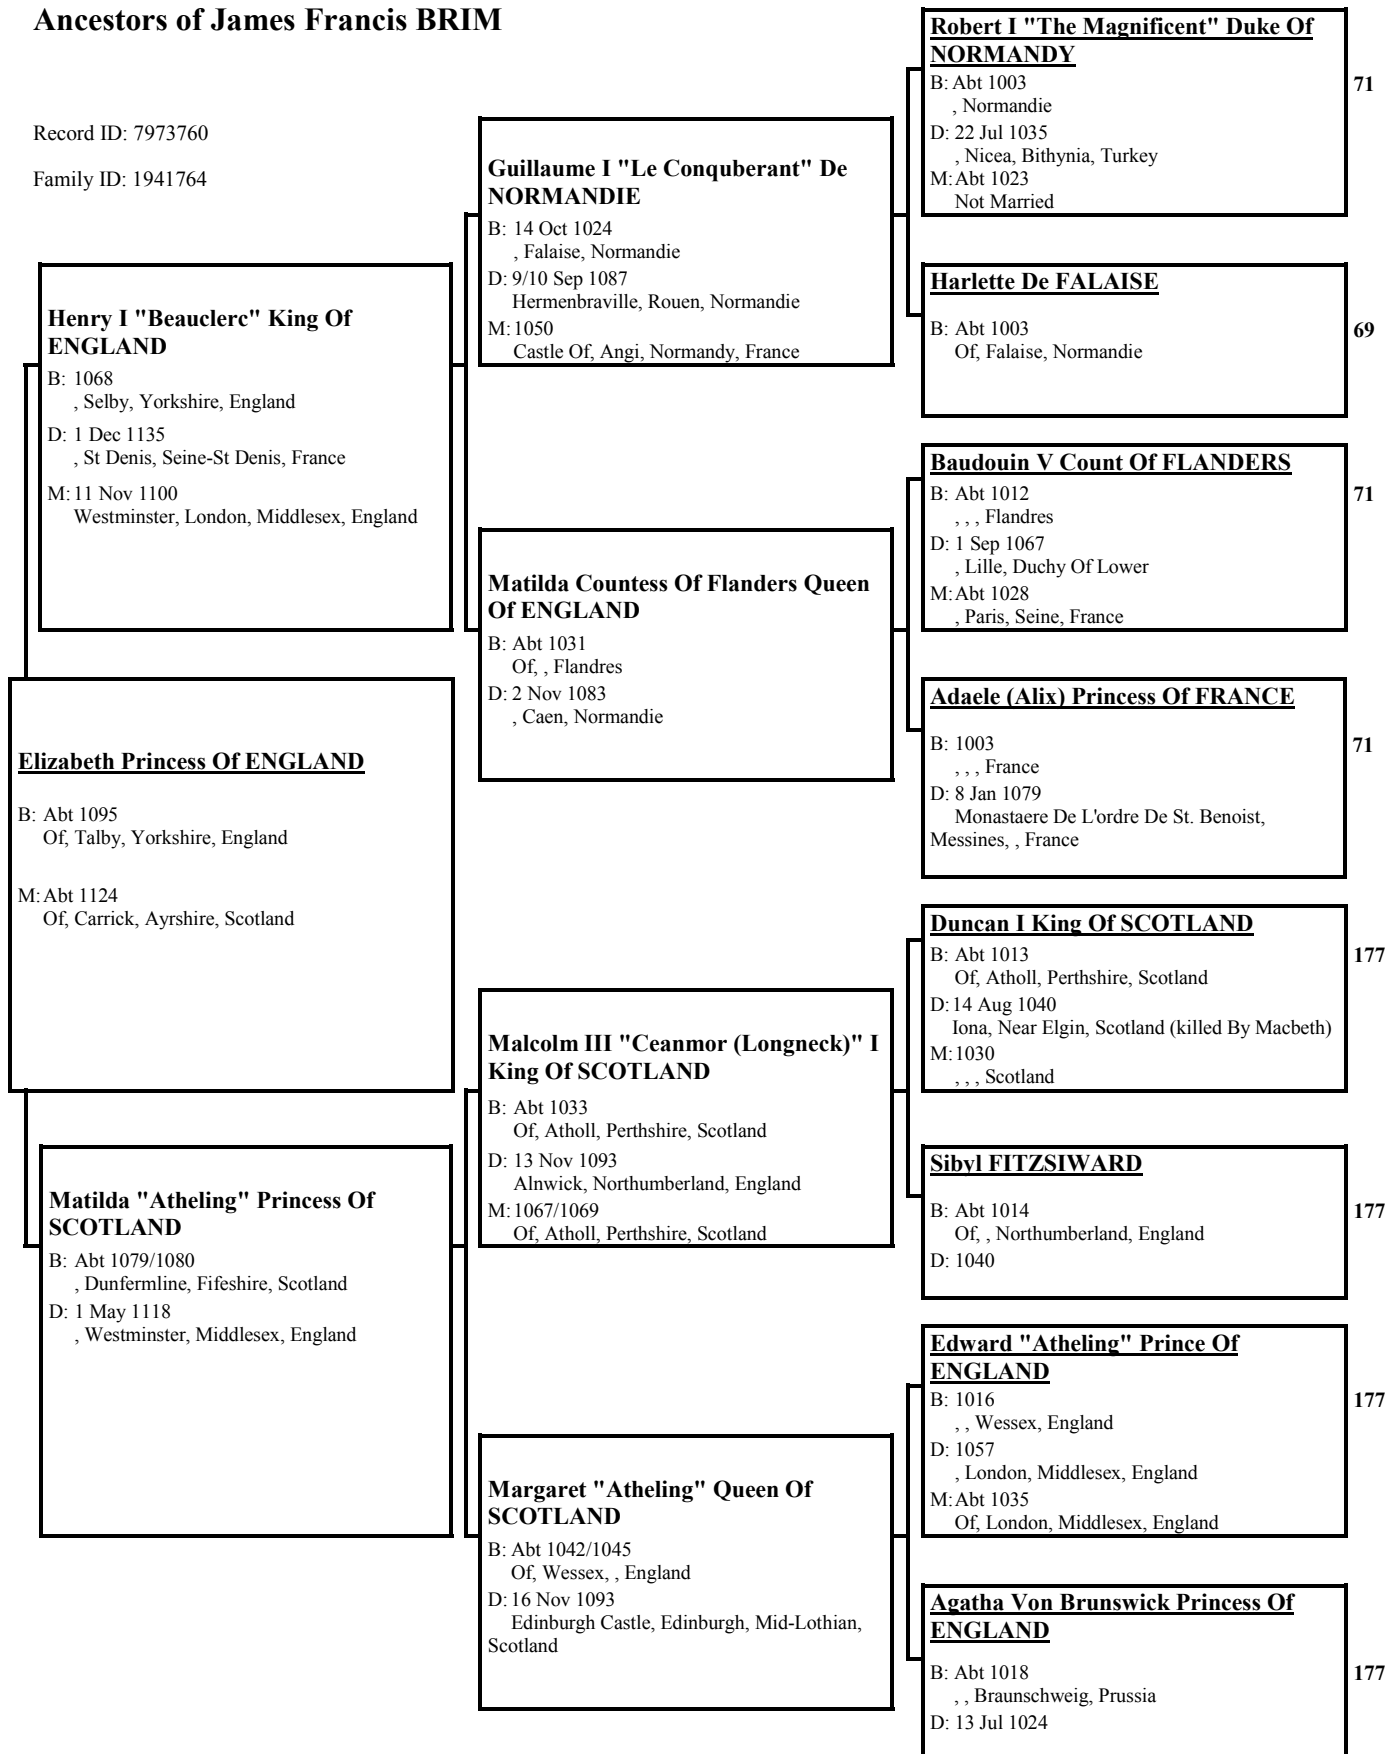 Ancestors of James Francis BRIM
Record ID: 7973760
Family ID: 1941764
Elizabeth Princess Of ENGLAND
B: Abt 1095
Of, Talby, Yorkshire, England
M: Abt 1124
Of, Carrick, Ayrshire, Scotland
Henry I "Beauclerc" King Of
ENGLAND
B: 1068
, Selby, Yorkshire, England
D: 1 Dec 1135
, St Denis, Seine-St Denis, France
M: 11 Nov 1100
Westminster, London, Middlesex, England
Matilda "Atheling" Princess Of
SCOTLAND
B: Abt 1079/1080
, Dunfermline, Fifeshire, Scotland
D: 1 May 1118
, Westminster, Middlesex, England
Guillaume I "Le Conquberant" De
NORMANDIE
B: 14 Oct 1024
, Falaise, Normandie
D: 9/10 Sep 1087
Hermenbraville, Rouen, Normandie
M: 1050
Castle Of, Angi, Normandy, France
Matilda Countess Of Flanders Queen
Of ENGLAND
B: Abt 1031
Of, , Flandres
D: 2 Nov 1083
, Caen, Normandie
Malcolm III "Ceanmor (Longneck)" I
King Of SCOTLAND
B: Abt 1033
Of, Atholl, Perthshire, Scotland
D: 13 Nov 1093
Alnwick, Northumberland, England
M: 1067/1069
Of, Atholl, Perthshire, Scotland
Margaret "Atheling" Queen Of
SCOTLAND
B: Abt 1042/1045
Of, Wessex, , England
D: 16 Nov 1093
Edinburgh Castle, Edinburgh, Mid-Lothian,
Scotland
Robert I "The Magnificent" Duke Of
NORMANDY
B: Abt 1003
, Normandie
D: 22 Jul 1035
, Nicea, Bithynia, Turkey
M: Abt 1023
Not Married
71
Harlette De FALAISE
B: Abt 1003
Of, Falaise, Normandie
69
Baudouin V Count Of FLANDERS
B: Abt 1012
, , , Flandres
D: 1 Sep 1067
, Lille, Duchy Of Lower
M: Abt 1028
, Paris, Seine, France
71
Adaele (Alix) Princess Of FRANCE
B: 1003
, , , France
D: 8 Jan 1079
Monastaere De L'ordre De St. Benoist,
Messines, , France
71
Duncan I King Of SCOTLAND
B: Abt 1013
Of, Atholl, Perthshire, Scotland
D: 14 Aug 1040
Iona, Near Elgin, Scotland (killed By Macbeth)
M: 1030
, , , Scotland
177
Sibyl FITZSIWARD
B: Abt 1014
Of, , Northumberland, England
D: 1040
177
Edward "Atheling" Prince Of
ENGLAND
B: 1016
, , Wessex, England
D: 1057
, London, Middlesex, England
M: Abt 1035
Of, London, Middlesex, England
177
Agatha Von Brunswick Princess Of
ENGLAND
B: Abt 1018
, , Braunschweig, Prussia
D: 13 Jul 1024
177